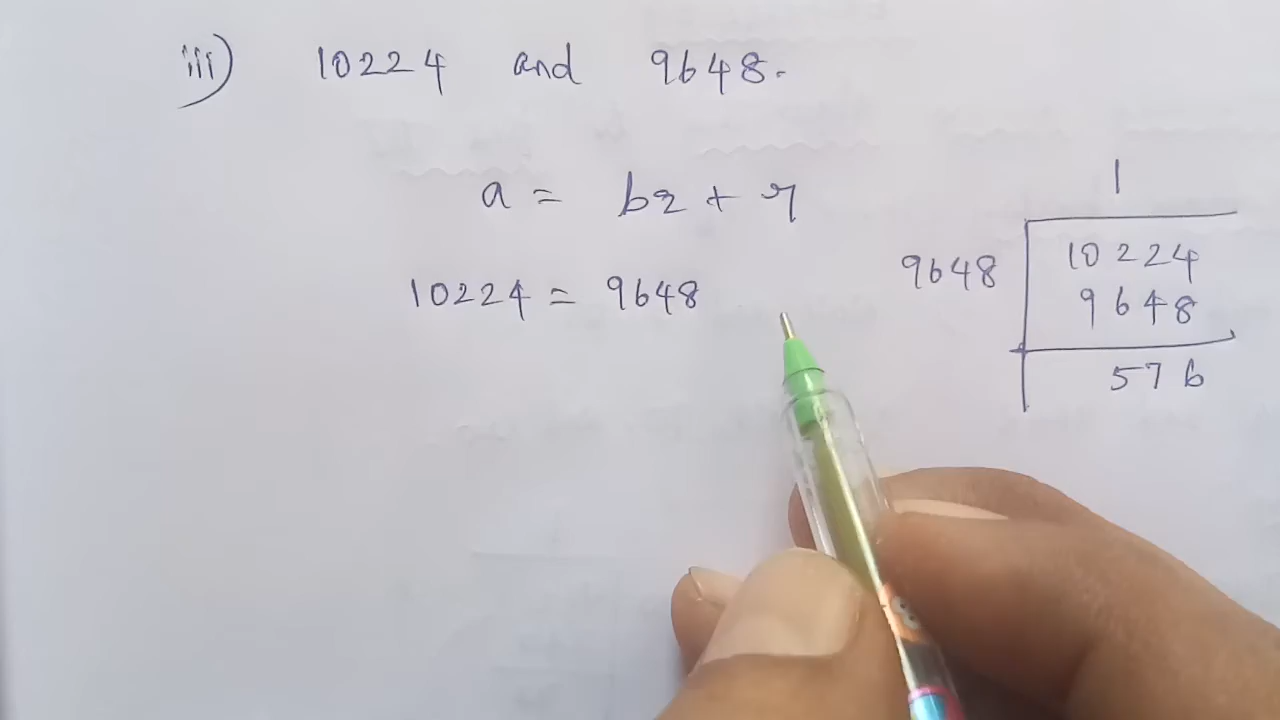 iii) 10224 and 9648.
a = bq + r
10224 = 9648
1
9648 10224
9648
576